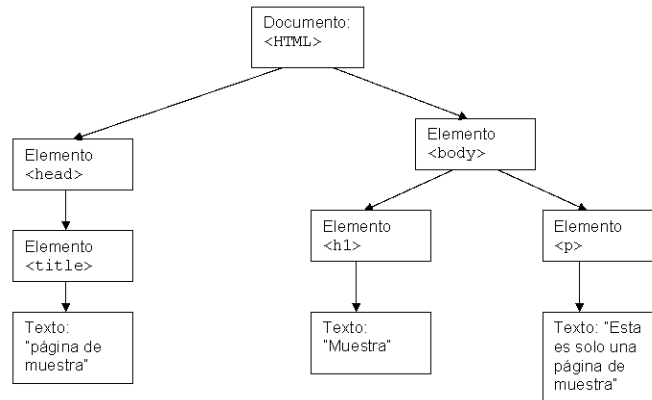 Documento:
<HTML>
Elemento
<head>
Elemento
<body>
Elemento
<title>
Elemento
<h1>
Elemento
<p>
Texto:
"página de
muestra"
Texto:
"Muestra"
Texto: "Esta
es solo una
página de
muestra"